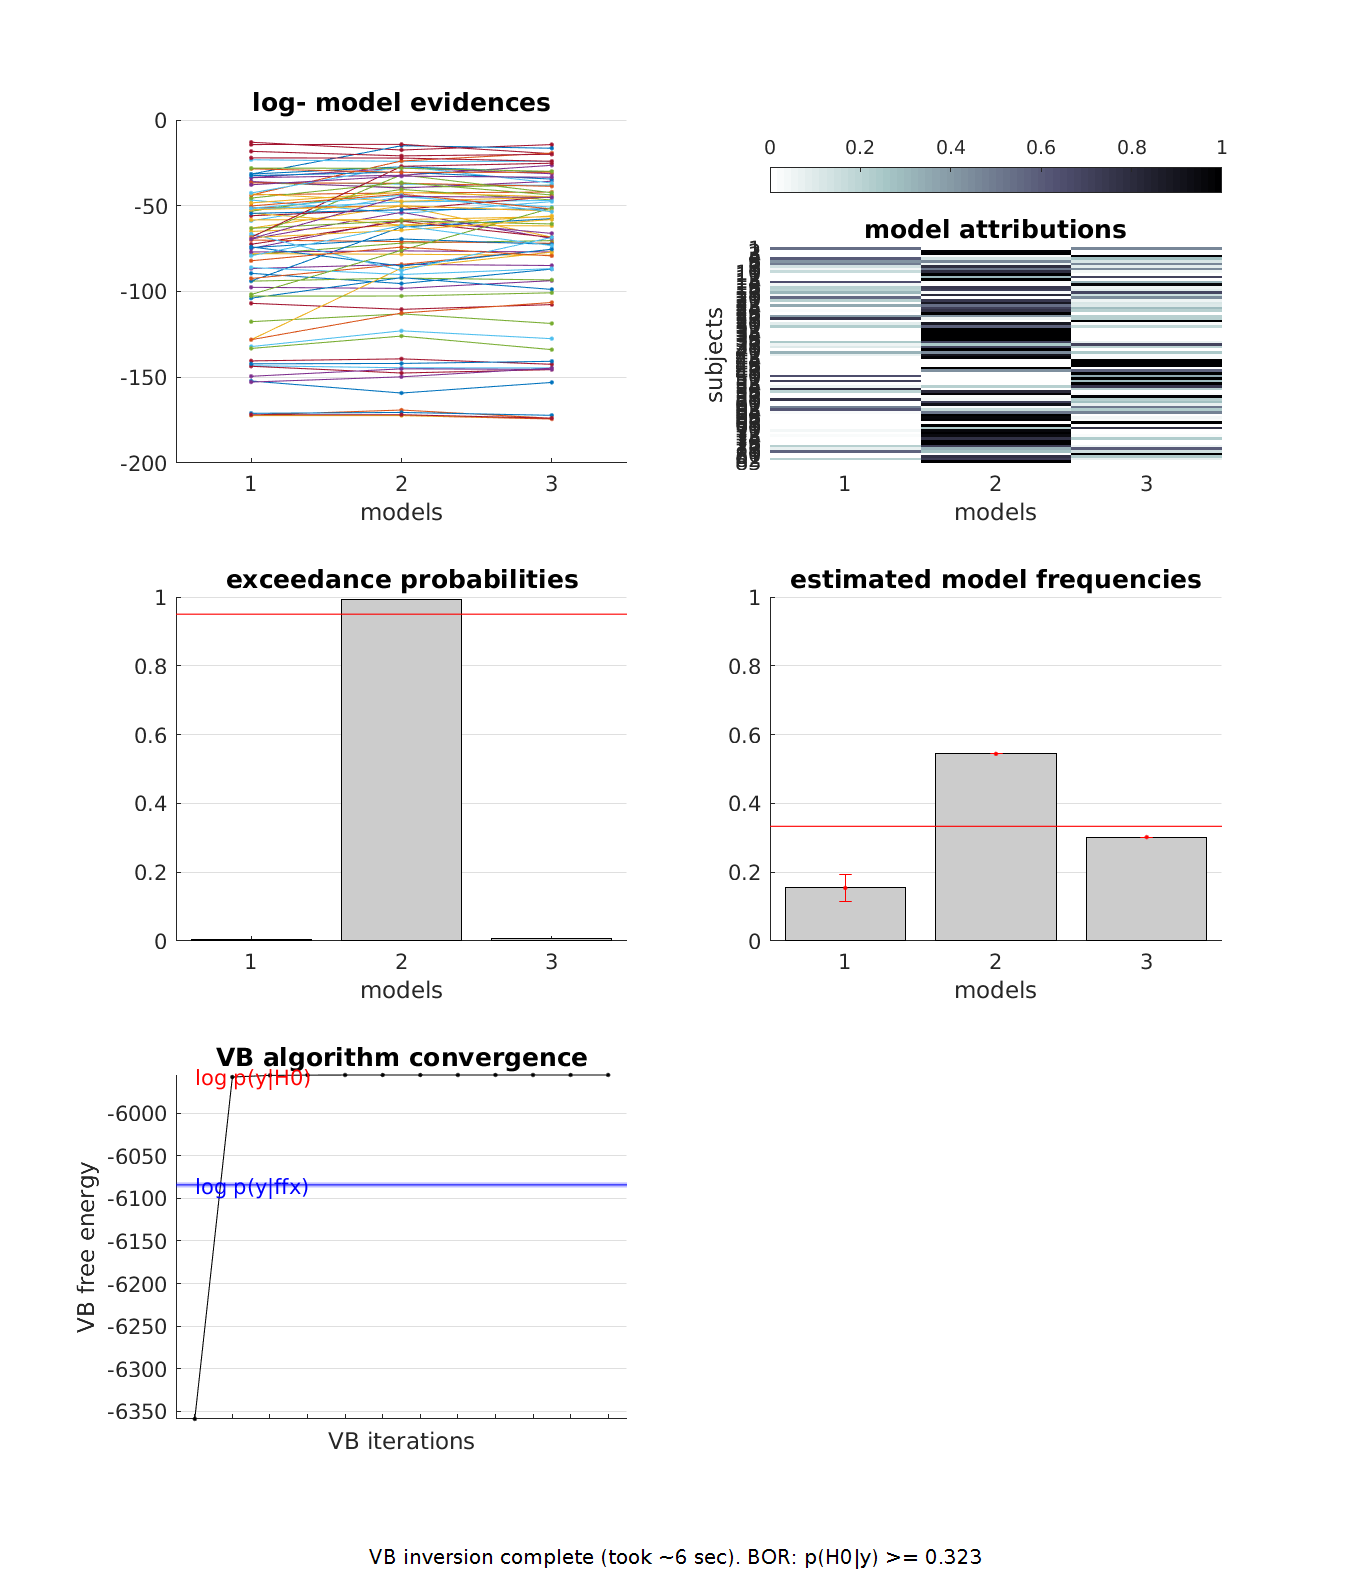 log- model evidences
0
-50
-100
-150
-200
1 2 3
models
0 0.2 0.4 0.6 0.8 1
model attributions
subjects
1 2 3
models
exceedance probabilities
1
0.8
0.6
0.4
0.2
0
1 2 3
models
estimated model frequencies
1
0.8
0.6
0.4
0.2
0
1 2 3
models
VB algorithm convergence
log p(y|H0)
log p(y|ffx)
VB free energy
-6000
-6050
-6100
-6150
-6200
-6250
-6300
-6350
VB iterations
VB inversion complete (took ~6 sec). BOR: p(H0|y) >= 0.323